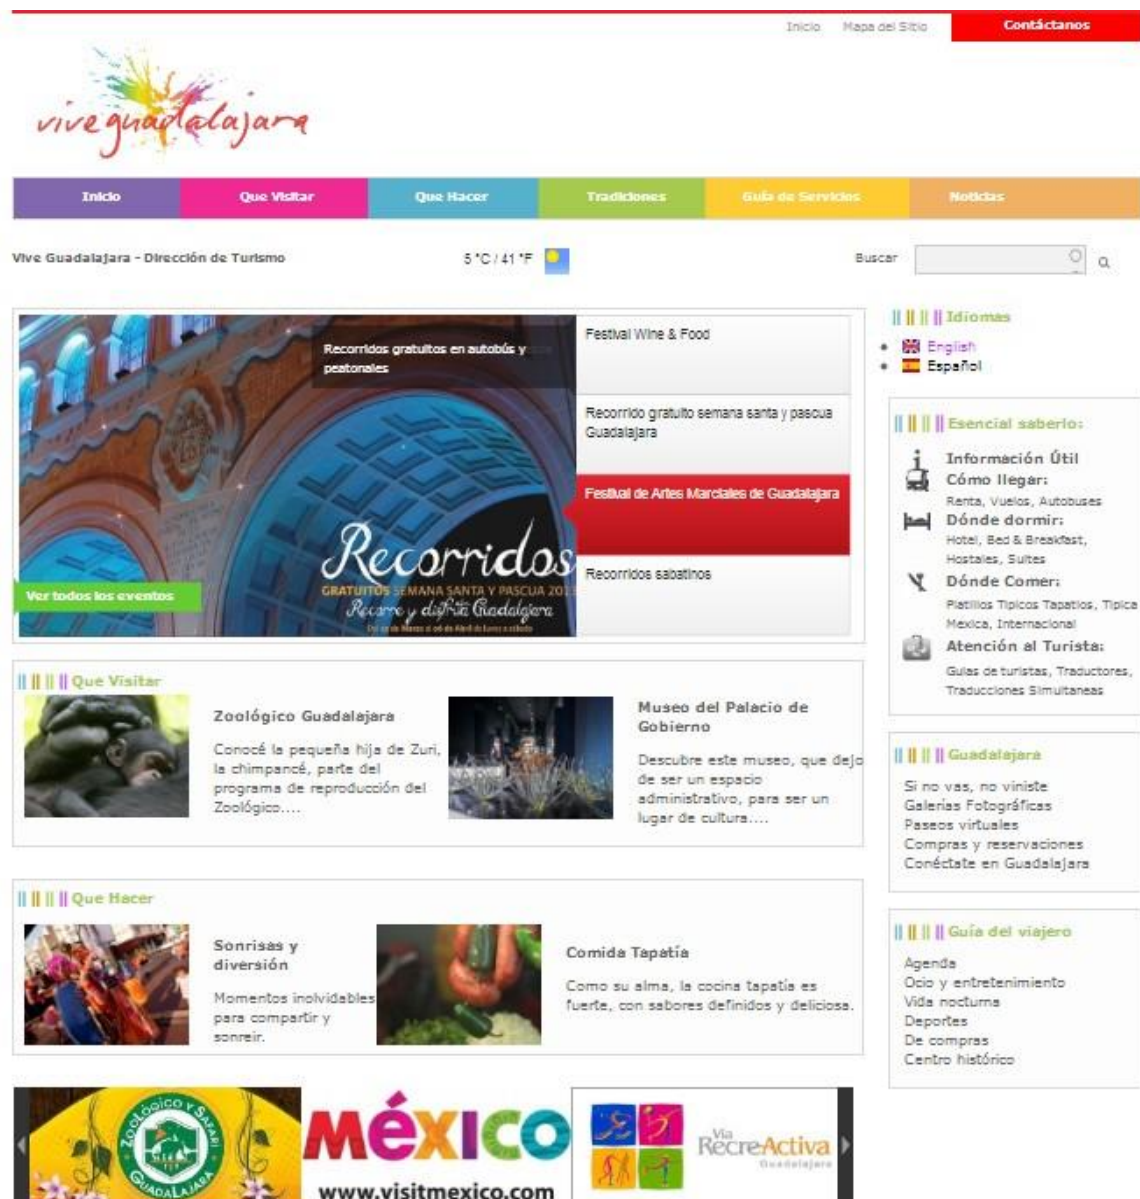 Inicio Mapa del Sitio Contáctanos
vive guadalajara
Inicio Que Visitar Que Hacer Tradiciones Guía de Servicios Noticias
Vive Guadalajara - Dirección de Turismo 5 °C / 41 °F Buscar
Recorridos gratuitos en autobús y
peatonales
Recorridos
GRATUITOS SEMANA SANTA Y PASCUA
Recorre y disfruta Guadalajara
Ver todos los eventos
Festival Wine & Food
Recorrido gratuito semana santa y pascua
Guadalajara
Festival de Artes Marciales de Guadalajara
Recorridos sabatinos
Idiomas
English
Español
Esencial saberlo:
Información Útil
Cómo llegar:
Renta, Vuelos, Autobuses
Dónde dormir:
Hotel, Bed & Breakfast,
Hostales, Suites
Dónde Comer:
Platillos Tipicos Tapatios, Tipica
Mexica, Internacional
Atención al Turista:
Guias de turistas, Traductores,
Traducciones Simultaneas
Que Visitar
Zoológico Guadalajara
Conocé la pequeña hija de Zuri,
la chimpancé, parte del
programa de reproducción del
Zoológico....
Museo del Palacio de
Gobierno
Descubre este museo, que dejo
de ser un espacio
administrativo, para ser un
lugar de cultura....
Guadalajara
Si no vas, no viniste
Galerías Fotográficas
Paseos virtuales
Compras y reservaciones
Conéctate en Guadalajara
Que Hacer
Sonrisas y
diversión
Momentos inolvidables
para compartir y
sonreir.
Comida Tapatía
Como su alma, la cocina tapatía es
fuerte, con sabores definidos y deliciosa.
Guía del viajero
Agenda
Ocio y entretenimiento
Vida nocturna
Deportes
De compras
Centro histórico
ZOOLÓGICO Y SAFARI
GUADALAJARA
méxico
www.visitmexico.com
Vía
RecreActiva
Guadalajara